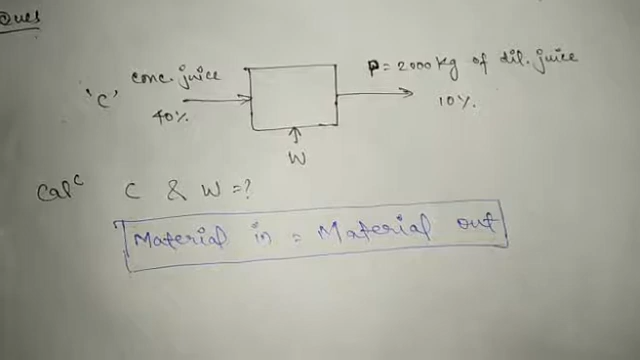 Ques
conc. juice
'C'
40%
P = 2000 kg of dil. juice
10%
W
Calc C & W = ?
Material in = Material out